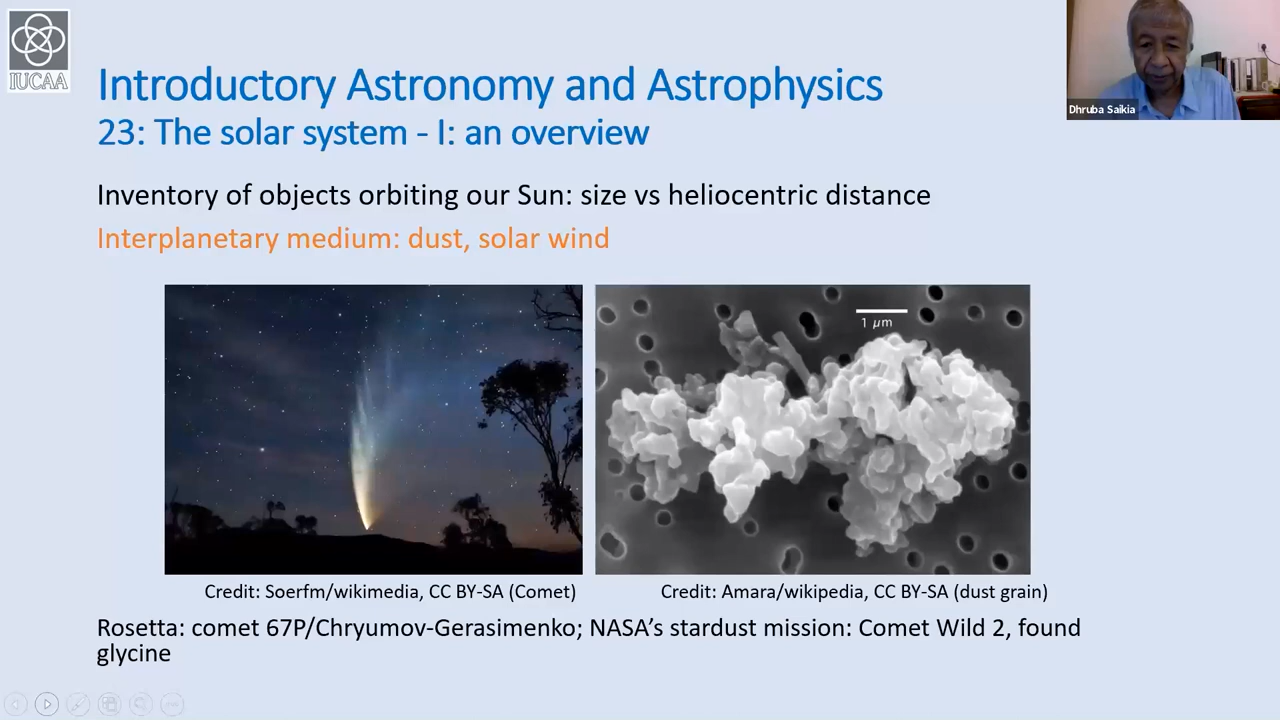 IUCAA
Introductory Astronomy and Astrophysics
23: The solar system - I: an overview
Dhruba Saikia
Inventory of objects orbiting our Sun: size vs heliocentric distance
Interplanetary medium: dust, solar wind
1 µm
Credit: Soerfm/wikimedia, CC BY-SA (Comet)
Credit: Amara/wikipedia, CC BY-SA (dust grain)
Rosetta: comet 67P/Chryumov-Gerasimenko; NASA’s stardust mission: Comet Wild 2, found
glycine